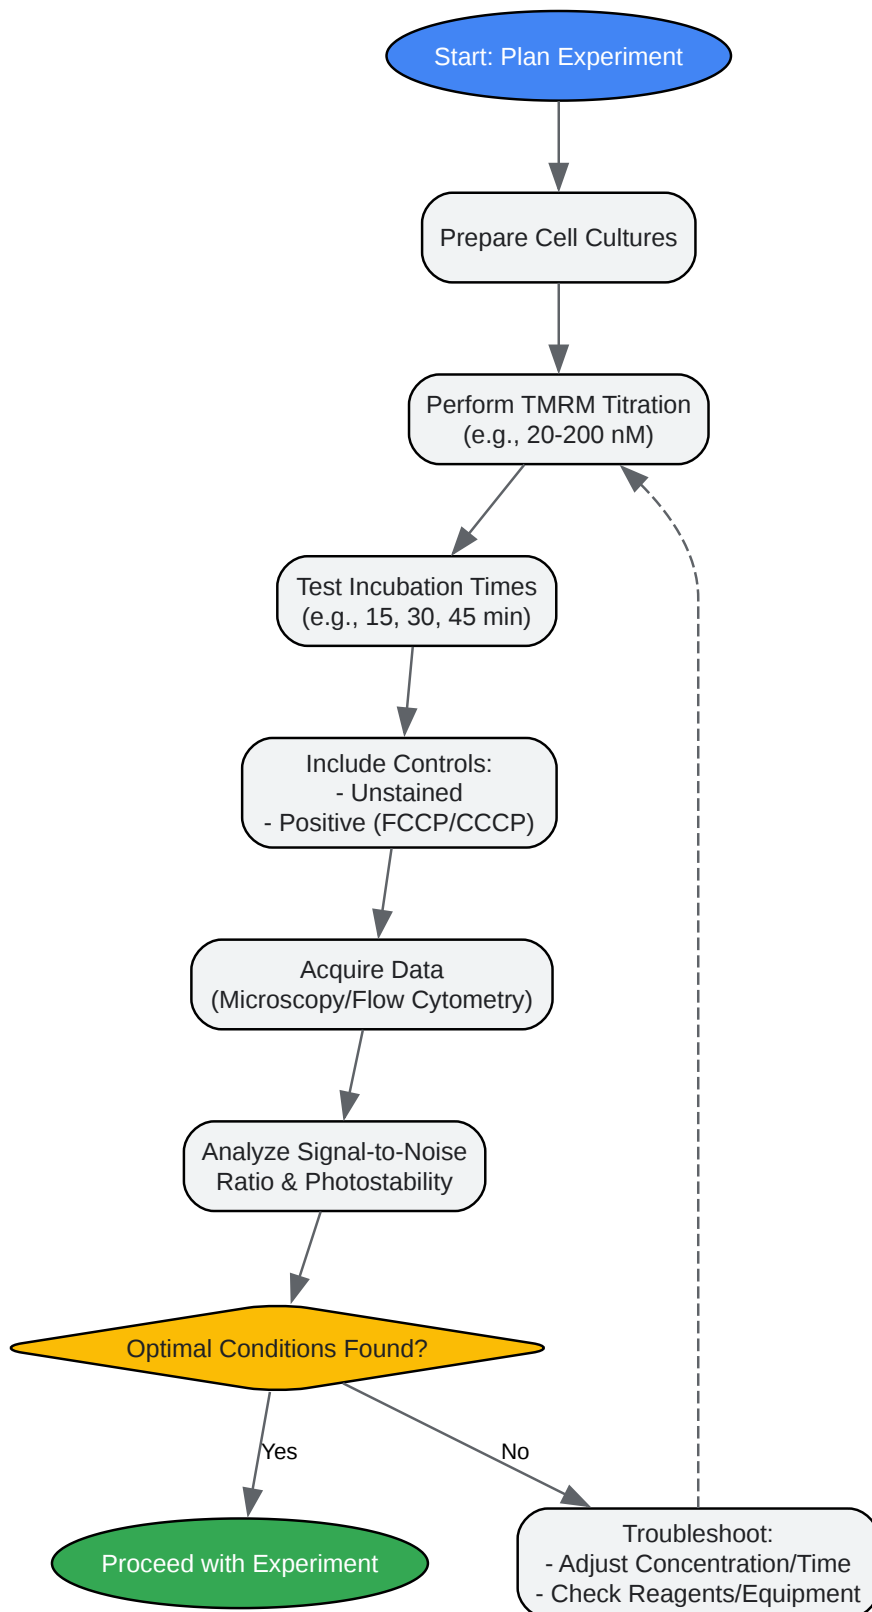 Start: Plan Experiment
Prepare Cell Cultures
Perform TMRM Titration
(e.g., 20-200 nM)
Test Incubation Times
(e.g., 15, 30, 45 min)
Include Controls:
- Unstained
- Positive (FCCP/CCCP)
Acquire Data
(Microscopy/Flow Cytometry)
Analyze Signal-to-Noise
Ratio & Photostability
Optimal Conditions Found?
Yes
No
Proceed with Experiment
Troubleshoot:
- Adjust Concentration/Time
- Check Reagents/Equipment